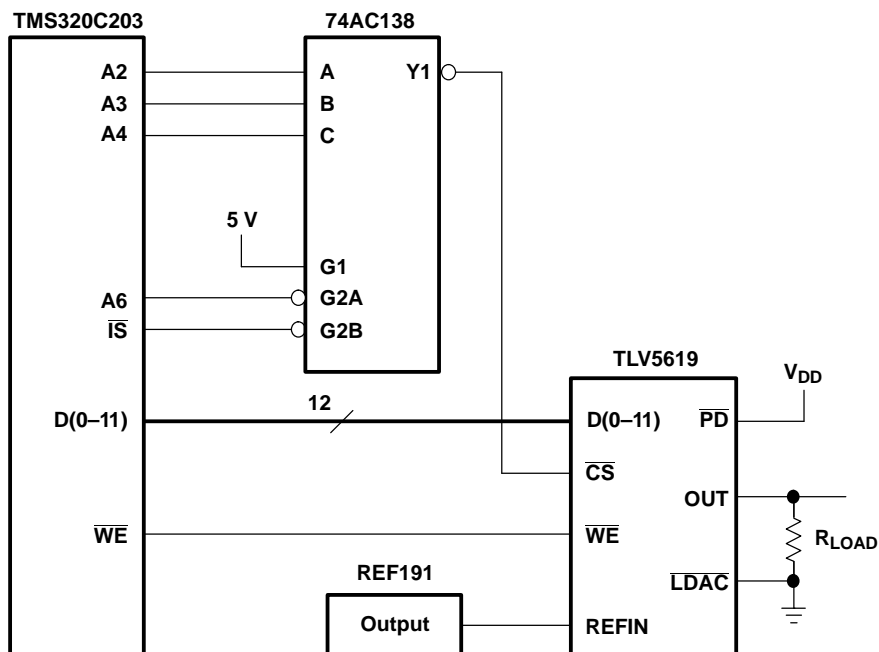 TMS320C203
74AC138
A2
A
Y1
A3
B
A4
C
5 V
G1
A6
G2A
IS
G2B
TLV5619
VDD
12
D(0–11)
D(0–11)
PD
CS
OUT
WE
WE
RLOAD
REF191
LDAC
Output
REFIN